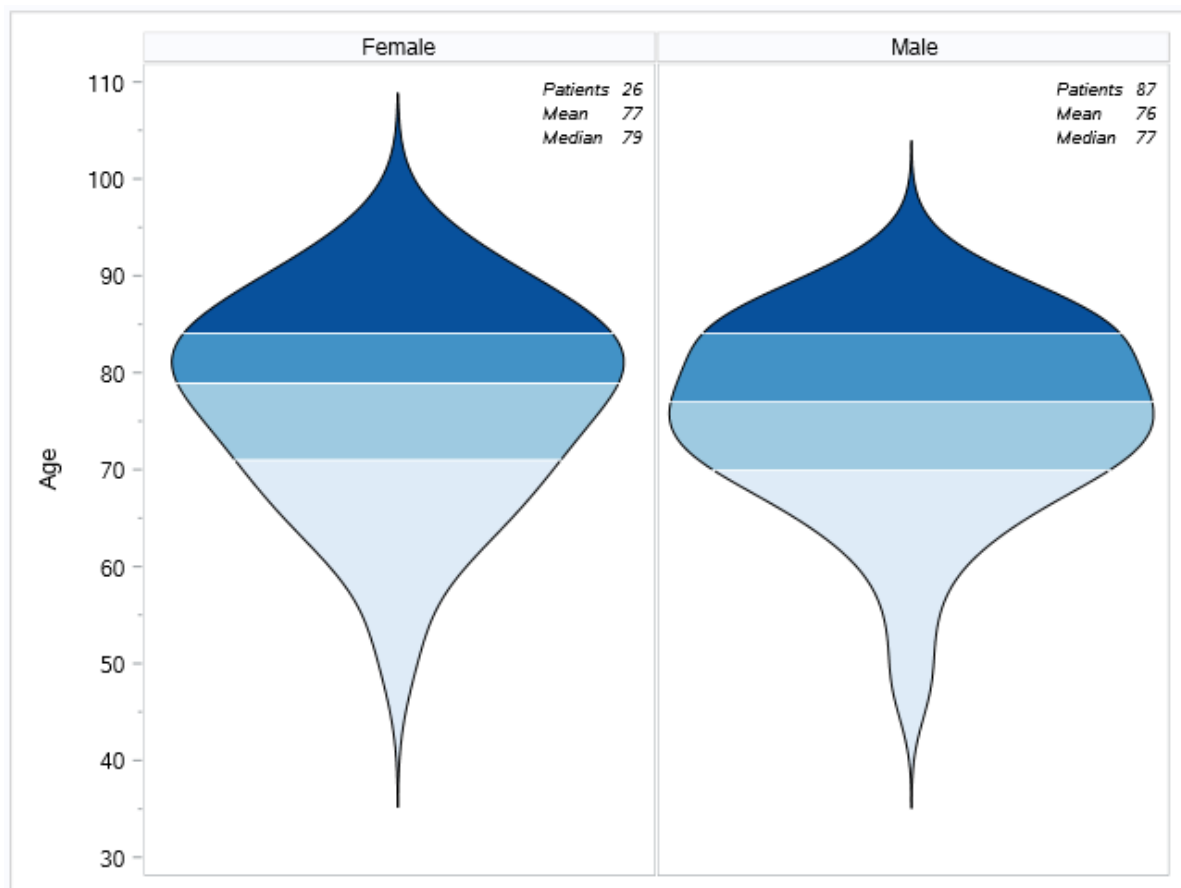 Female
Male
Patients 26
Mean 77
Median 79
Patients 87
Mean 76
Median 77
110
100
90
80
70
60
50
40
30
Age